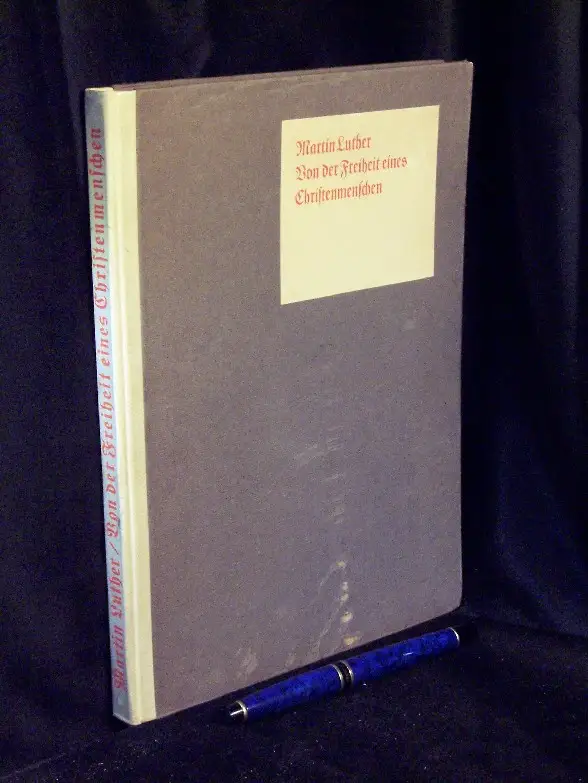 Martin Luther
Von der Freiheit eines
Christenmenschen
Martin Luther / Von der Freiheit eines Christenmenschen